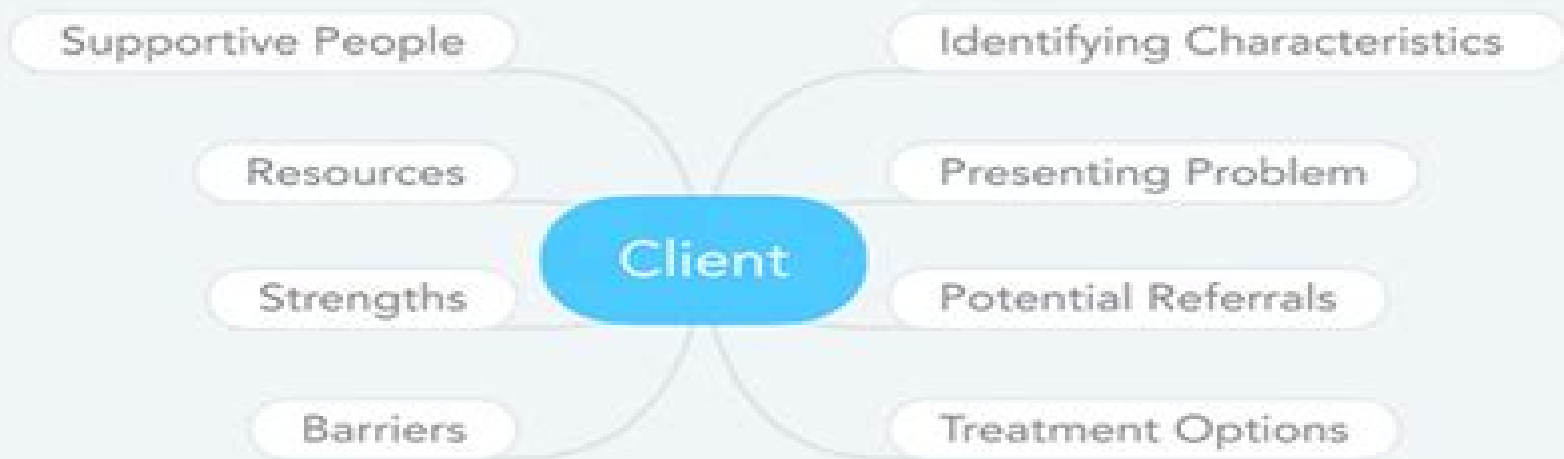 Supportive People
Resources
Strengths
Barriers
Client
Identifying Characteristics
Presenting Problem
Potential Referrals
Treatment Options